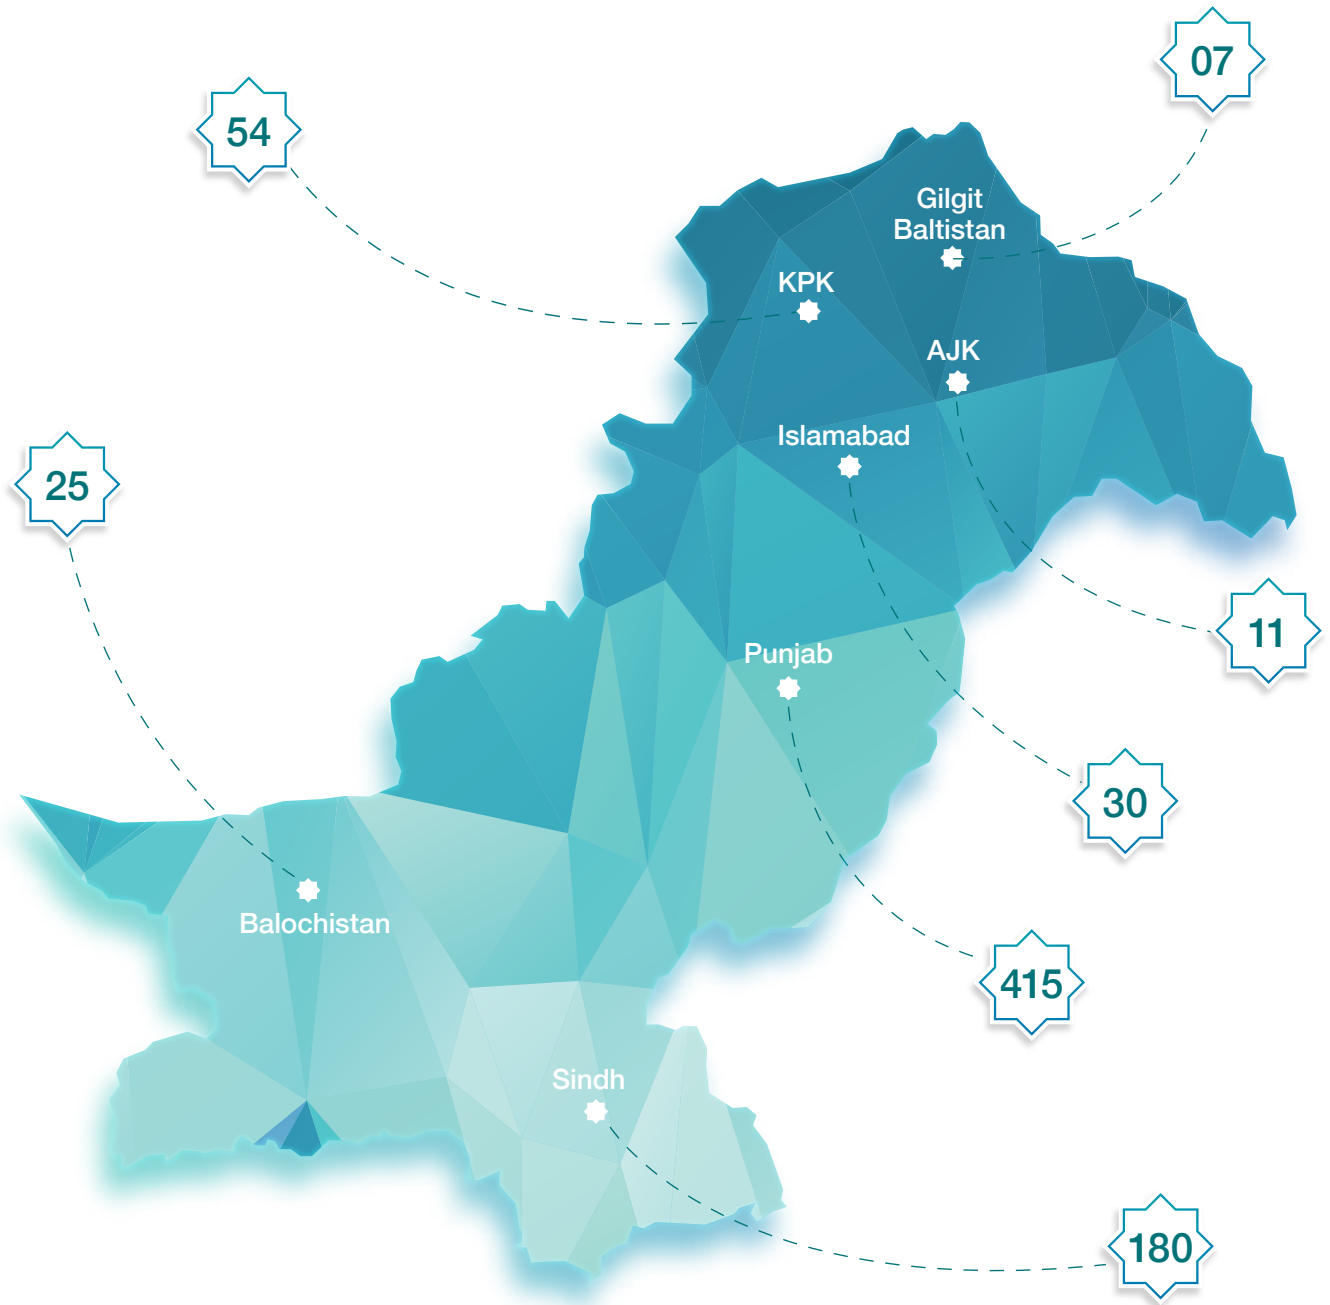 07
54
Gilgit
Baltistan
KPK
AJK
Islamabad
25
11
Punjab
30
Balochistan
415
Sindh
180